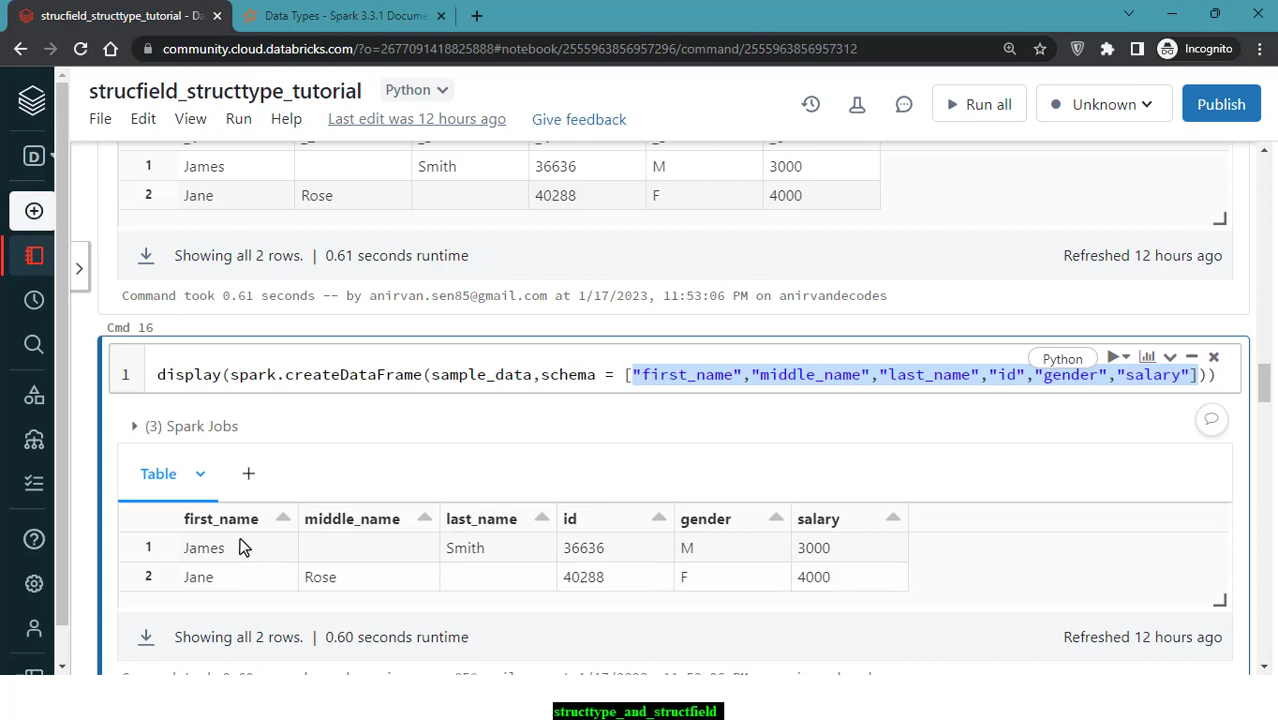 strucfield_structtype_tutorial - Da
Data Types - Spark 3.3.1 Docume
community.cloud.databricks.com/?o=2677091418825888#notebook/2555963856957296/command/2555963856957312
Incognito
strucfield_structtype_tutorial
Python
File Edit View Run Help Last edit was 12 hours ago Give feedback
Run all
Unknown
Publish
D
1 James Smith 36636 M 3000
2 Jane Rose 40288 F 4000
Showing all 2 rows. | 0.61 seconds runtime
Refreshed 12 hours ago
Command took 0.61 seconds -- by anirvan.sen85@gmail.com at 1/17/2023, 11:53:06 PM on anirvandecodes
Cmd 16
Python
1 display(spark.createDataFrame(sample_data,schema = ["first_name","middle_name","last_name","id","gender","salary"]))
(3) Spark Jobs
Table
first_name middle_name last_name id gender salary
1 James Smith 36636 M 3000
2 Jane Rose 40288 F 4000
Showing all 2 rows. | 0.60 seconds runtime
Refreshed 12 hours ago
structtype_and_structfield